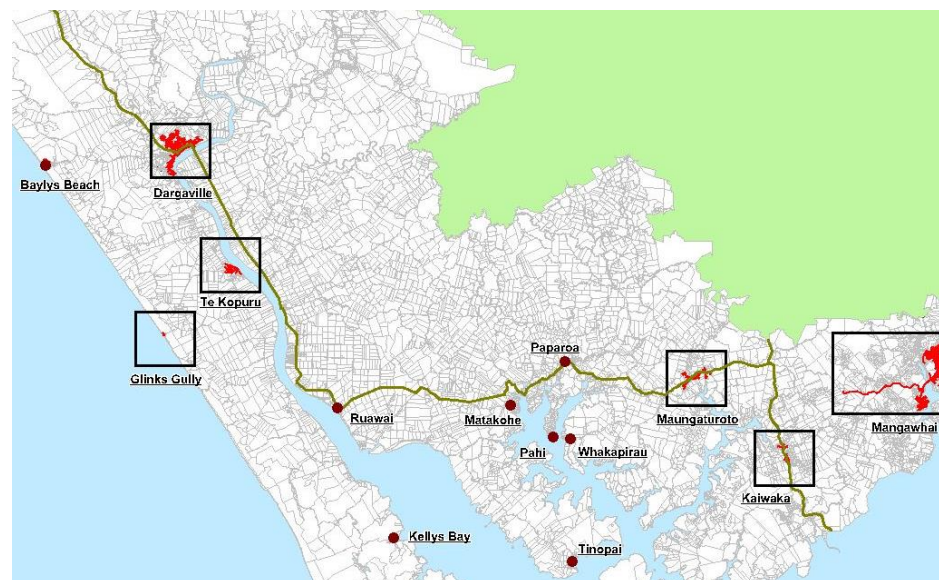 Baylys Beach
Dargaville
Te Kopuru
Glinks Gully
Paparoa
Ruawai
Matakohe
Maungaturoto
Mangawhai
Pahi
Whakapirau
Kaiwaka
Kellys Bay
Tinopai